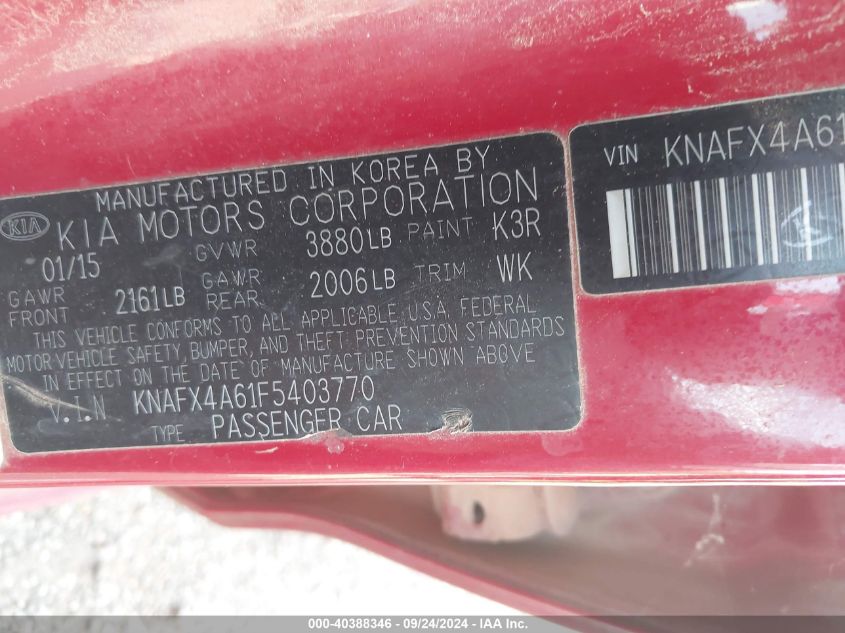 MANUFACTURED IN KOREA BY
KIA KIA MOTORS CORPORATION
01/15 GVWR 3880LB PAINT K3R
GAWR FRONT 2161LB GAWR REAR 2006LB TRIM WK
THIS VEHICLE CONFORMS TO ALL APPLICABLE U.S.A. FEDERAL
MOTOR VEHICLE SAFETY, BUMPER, AND THEFT PREVENTION STANDARDS
IN EFFECT ON THE DATE OF MANUFACTURE SHOWN ABOVE
V.I.N KNAFX4A61F5403770
TYPE PASSENGER CAR
VIN KNAFX4A61
000-40388346 - 09/24/2024 - IAA Inc.